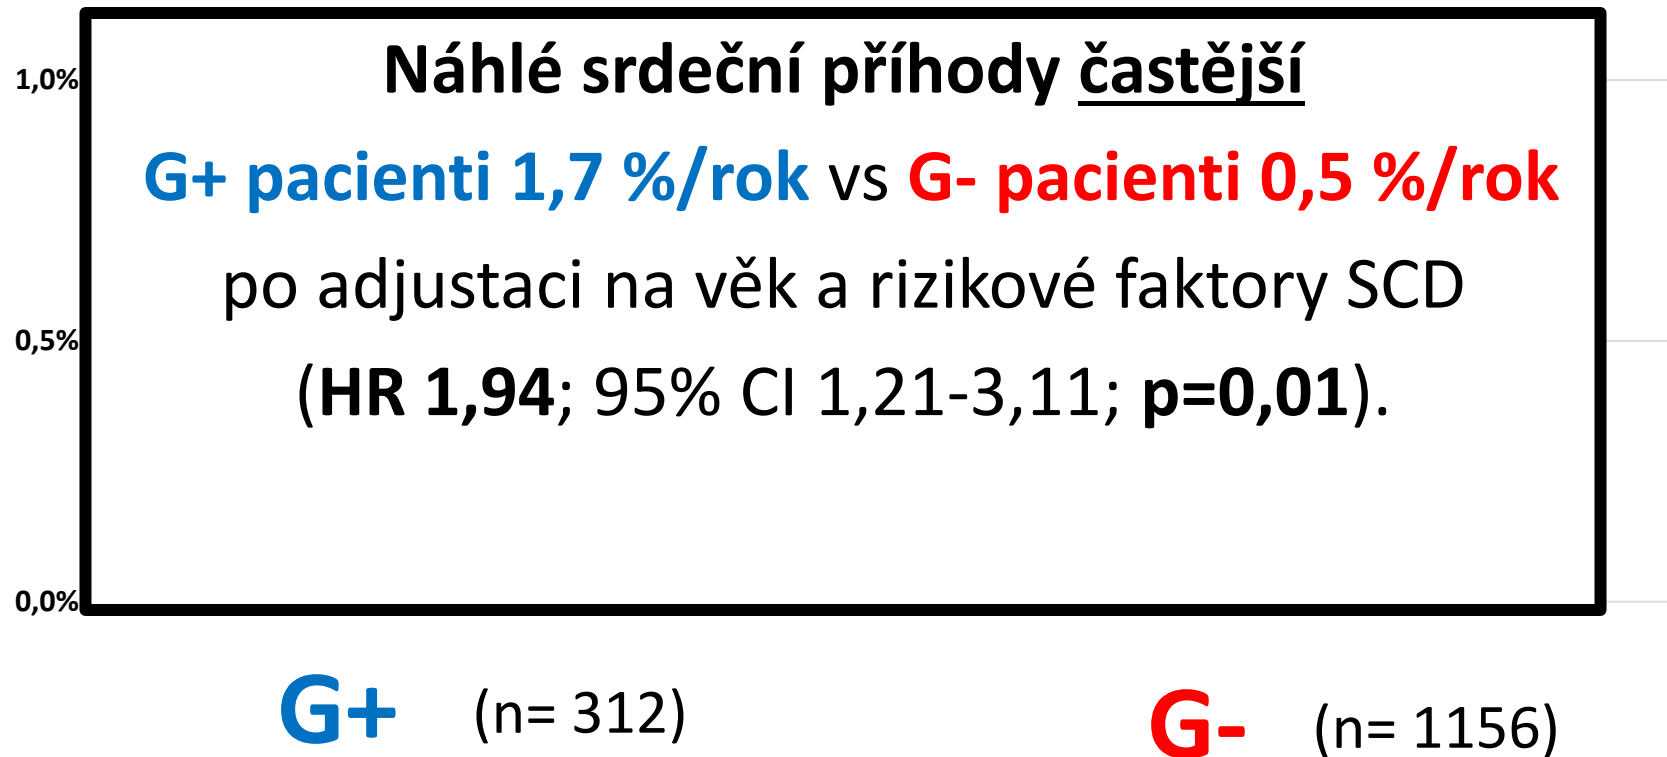 1,0%
Náhlé srdeční příhody častější
G+ pacienti 1,7 %/rok vs G- pacienti 0,5 %/rok
po adjustaci na věk a rizikové faktory SCD
0,5%
(HR 1,94; 95% CI 1,21-3,11; p=0,01).
0,0%
G+ (n= 312)
G- (n= 1156)